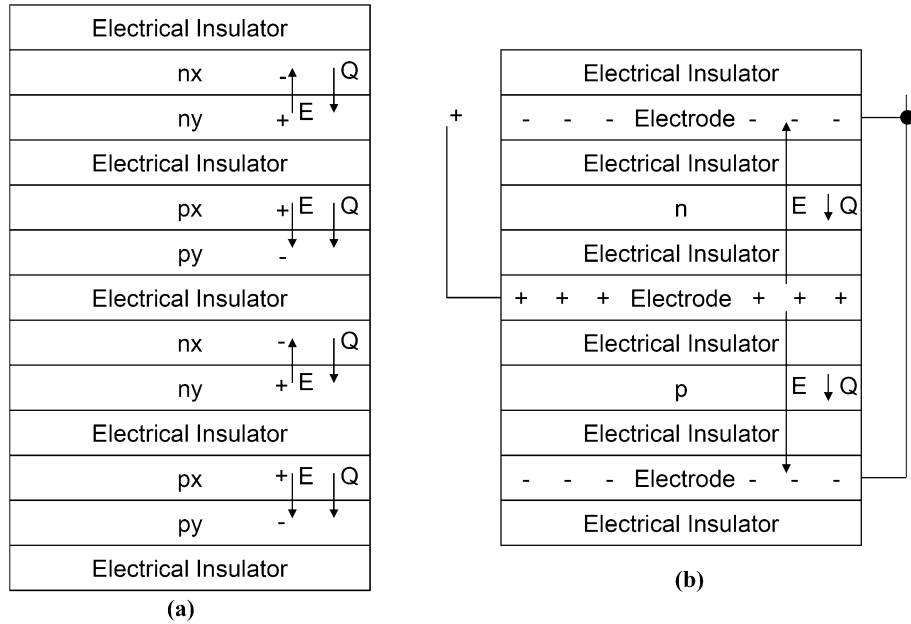 Electrical Insulator
nx - Q
ny + E
Electrical Insulator
px + E Q
py -
Electrical Insulator
nx - Q
ny + E
Electrical Insulator
px + E Q
py -
Electrical Insulator
(a)
Electrical Insulator
+ - - - Electrode - - -
Electrical Insulator
n E Q
Electrical Insulator
+ + + Electrode + + +
Electrical Insulator
p E Q
Electrical Insulator
- - - Electrode - - -
Electrical Insulator
(b)